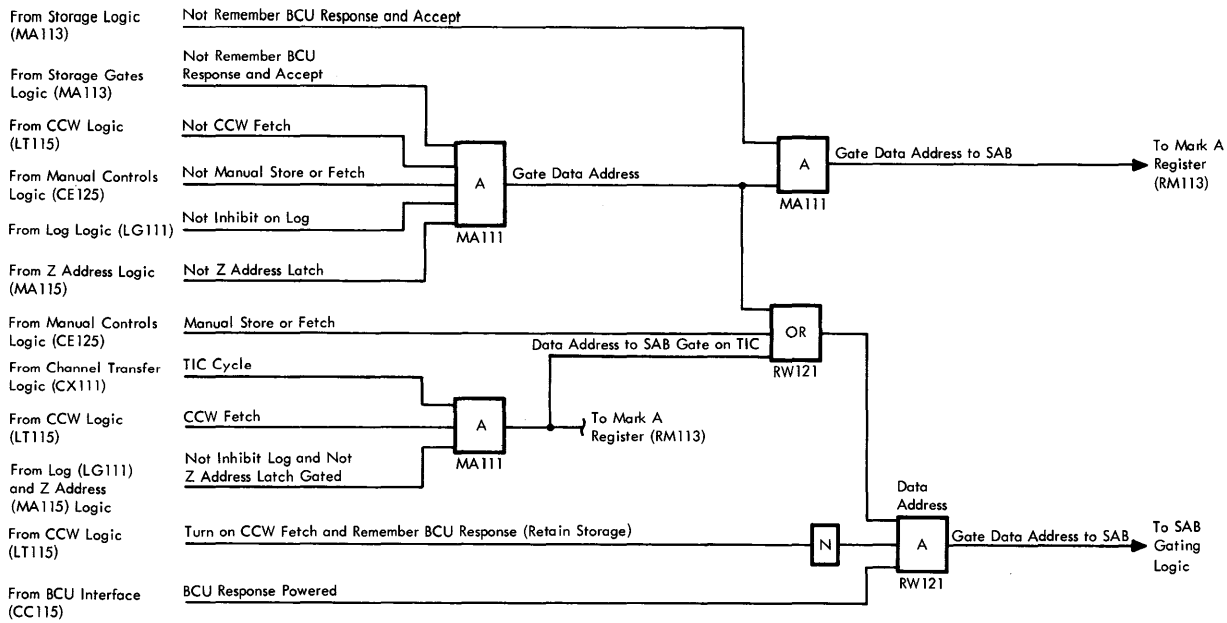 From Storage Logic
(MA113)
Not Remember BCU Response and Accept
From Storage Gates
Logic (MA113)
Not Remember BCU
Response and Accept
From CCW Logic
(LT115)
Not CCW Fetch
From Manual Controls
Logic (CE125)
Not Manual Store or Fetch
From Log Logic (LG111)
Not Inhibit on Log
From Z Address Logic
(MA115)
Not Z Address Latch
A
MA111
Gate Data Address
A
MA111
Gate Data Address to SAB
To Mark A
Register
(RM113)
From Manual Controls
Logic (CE125)
Manual Store or Fetch
Data Address to SAB Gate on TIC
OR
RW121
From Channel Transfer
Logic (CX111)
TIC Cycle
From CCW Logic
(LT115)
CCW Fetch
From Log (LG111)
and Z Address
(MA115) Logic
Not Inhibit Log and Not
Z Address Latch Gated
A
MA111
To Mark A
Register (RM113)
From CCW Logic
(LT115)
Turn on CCW Fetch and Remember BCU Response (Retain Storage)
N
From BCU Interface
(CC115)
BCU Response Powered
Data
Address
A
RW121
Gate Data Address to SAB
To SAB
Gating
Logic